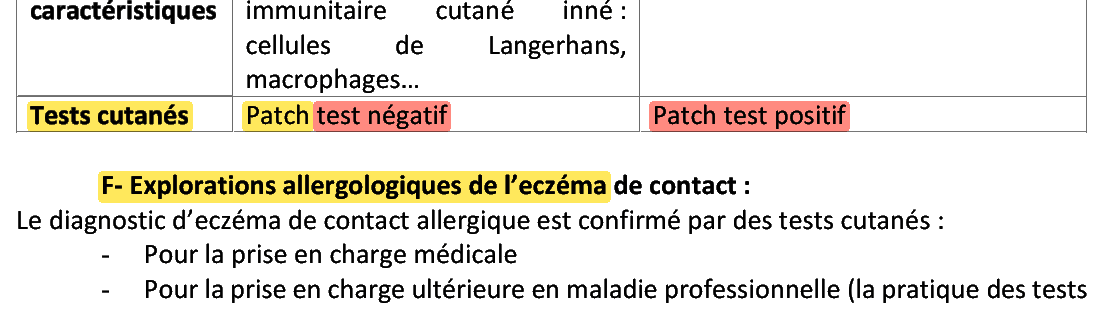 caractéristiques
immunitaire cutané inné :
cellules de Langerhans,
macrophages...
Tests cutanés
Patch test négatif
Patch test positif
F- Explorations allergologiques de l’eczéma de contact :
Le diagnostic d’eczéma de contact allergique est confirmé par des tests cutanés :
- Pour la prise en charge médicale
- Pour la prise en charge ultérieure en maladie professionnelle (la pratique des tests